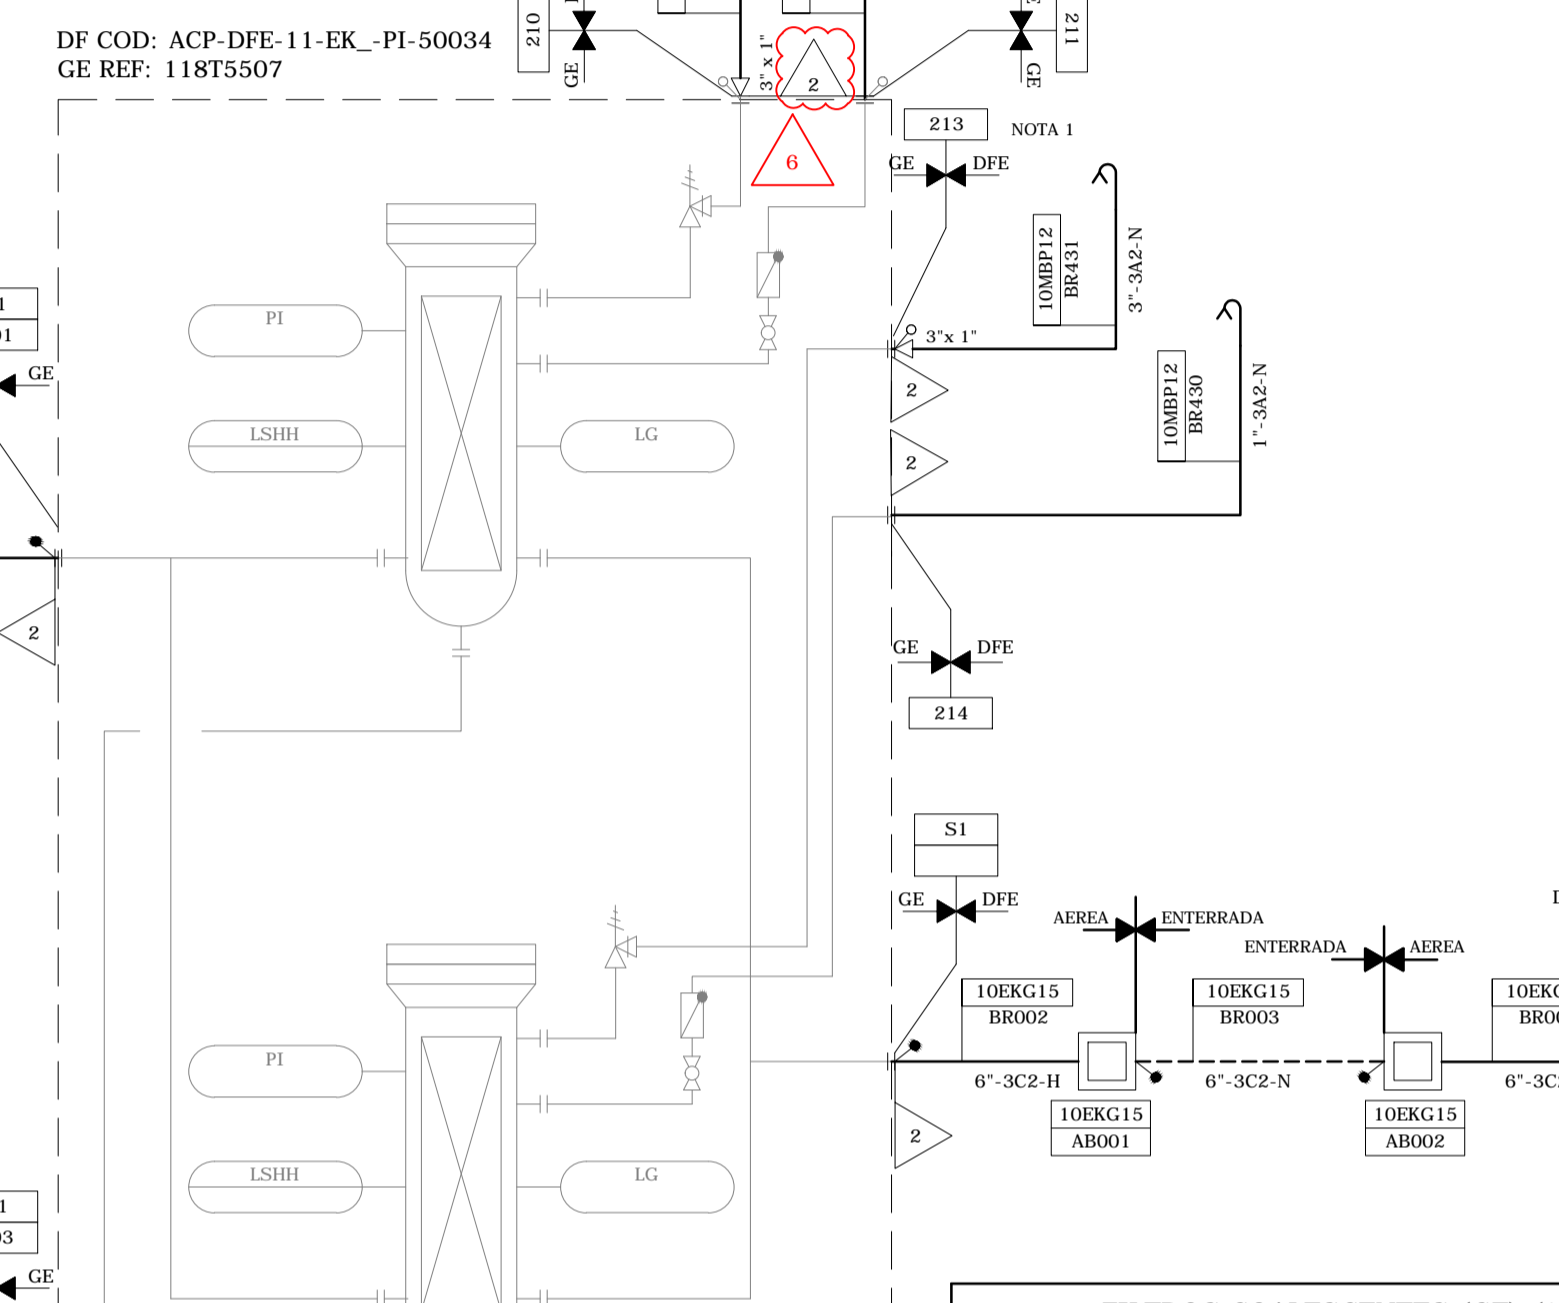 DF COD: ACP-DFE-11-EK_-PI-50034
GE REF: 118T5507
210
GE
3" x 1"
2
6
211
GE
213
NOTA 1
GE
DFE
10MBP12
BR431
3"-3A2-N
3"x 1"
2
2
10MBP12
BR430
1"-3A2-N
PI
LSHH
LG
GE
2
GE
DFE
214
S1
GE
DFE
AEREA
ENTERRADA
ENTERRADA
AEREA
10EKG15
BR002
10EKG15
BR003
6"-3C2-H
6"-3C2-N
10EKG15
AB001
10EKG15
AB002
2
PI
LSHH
LG
GE